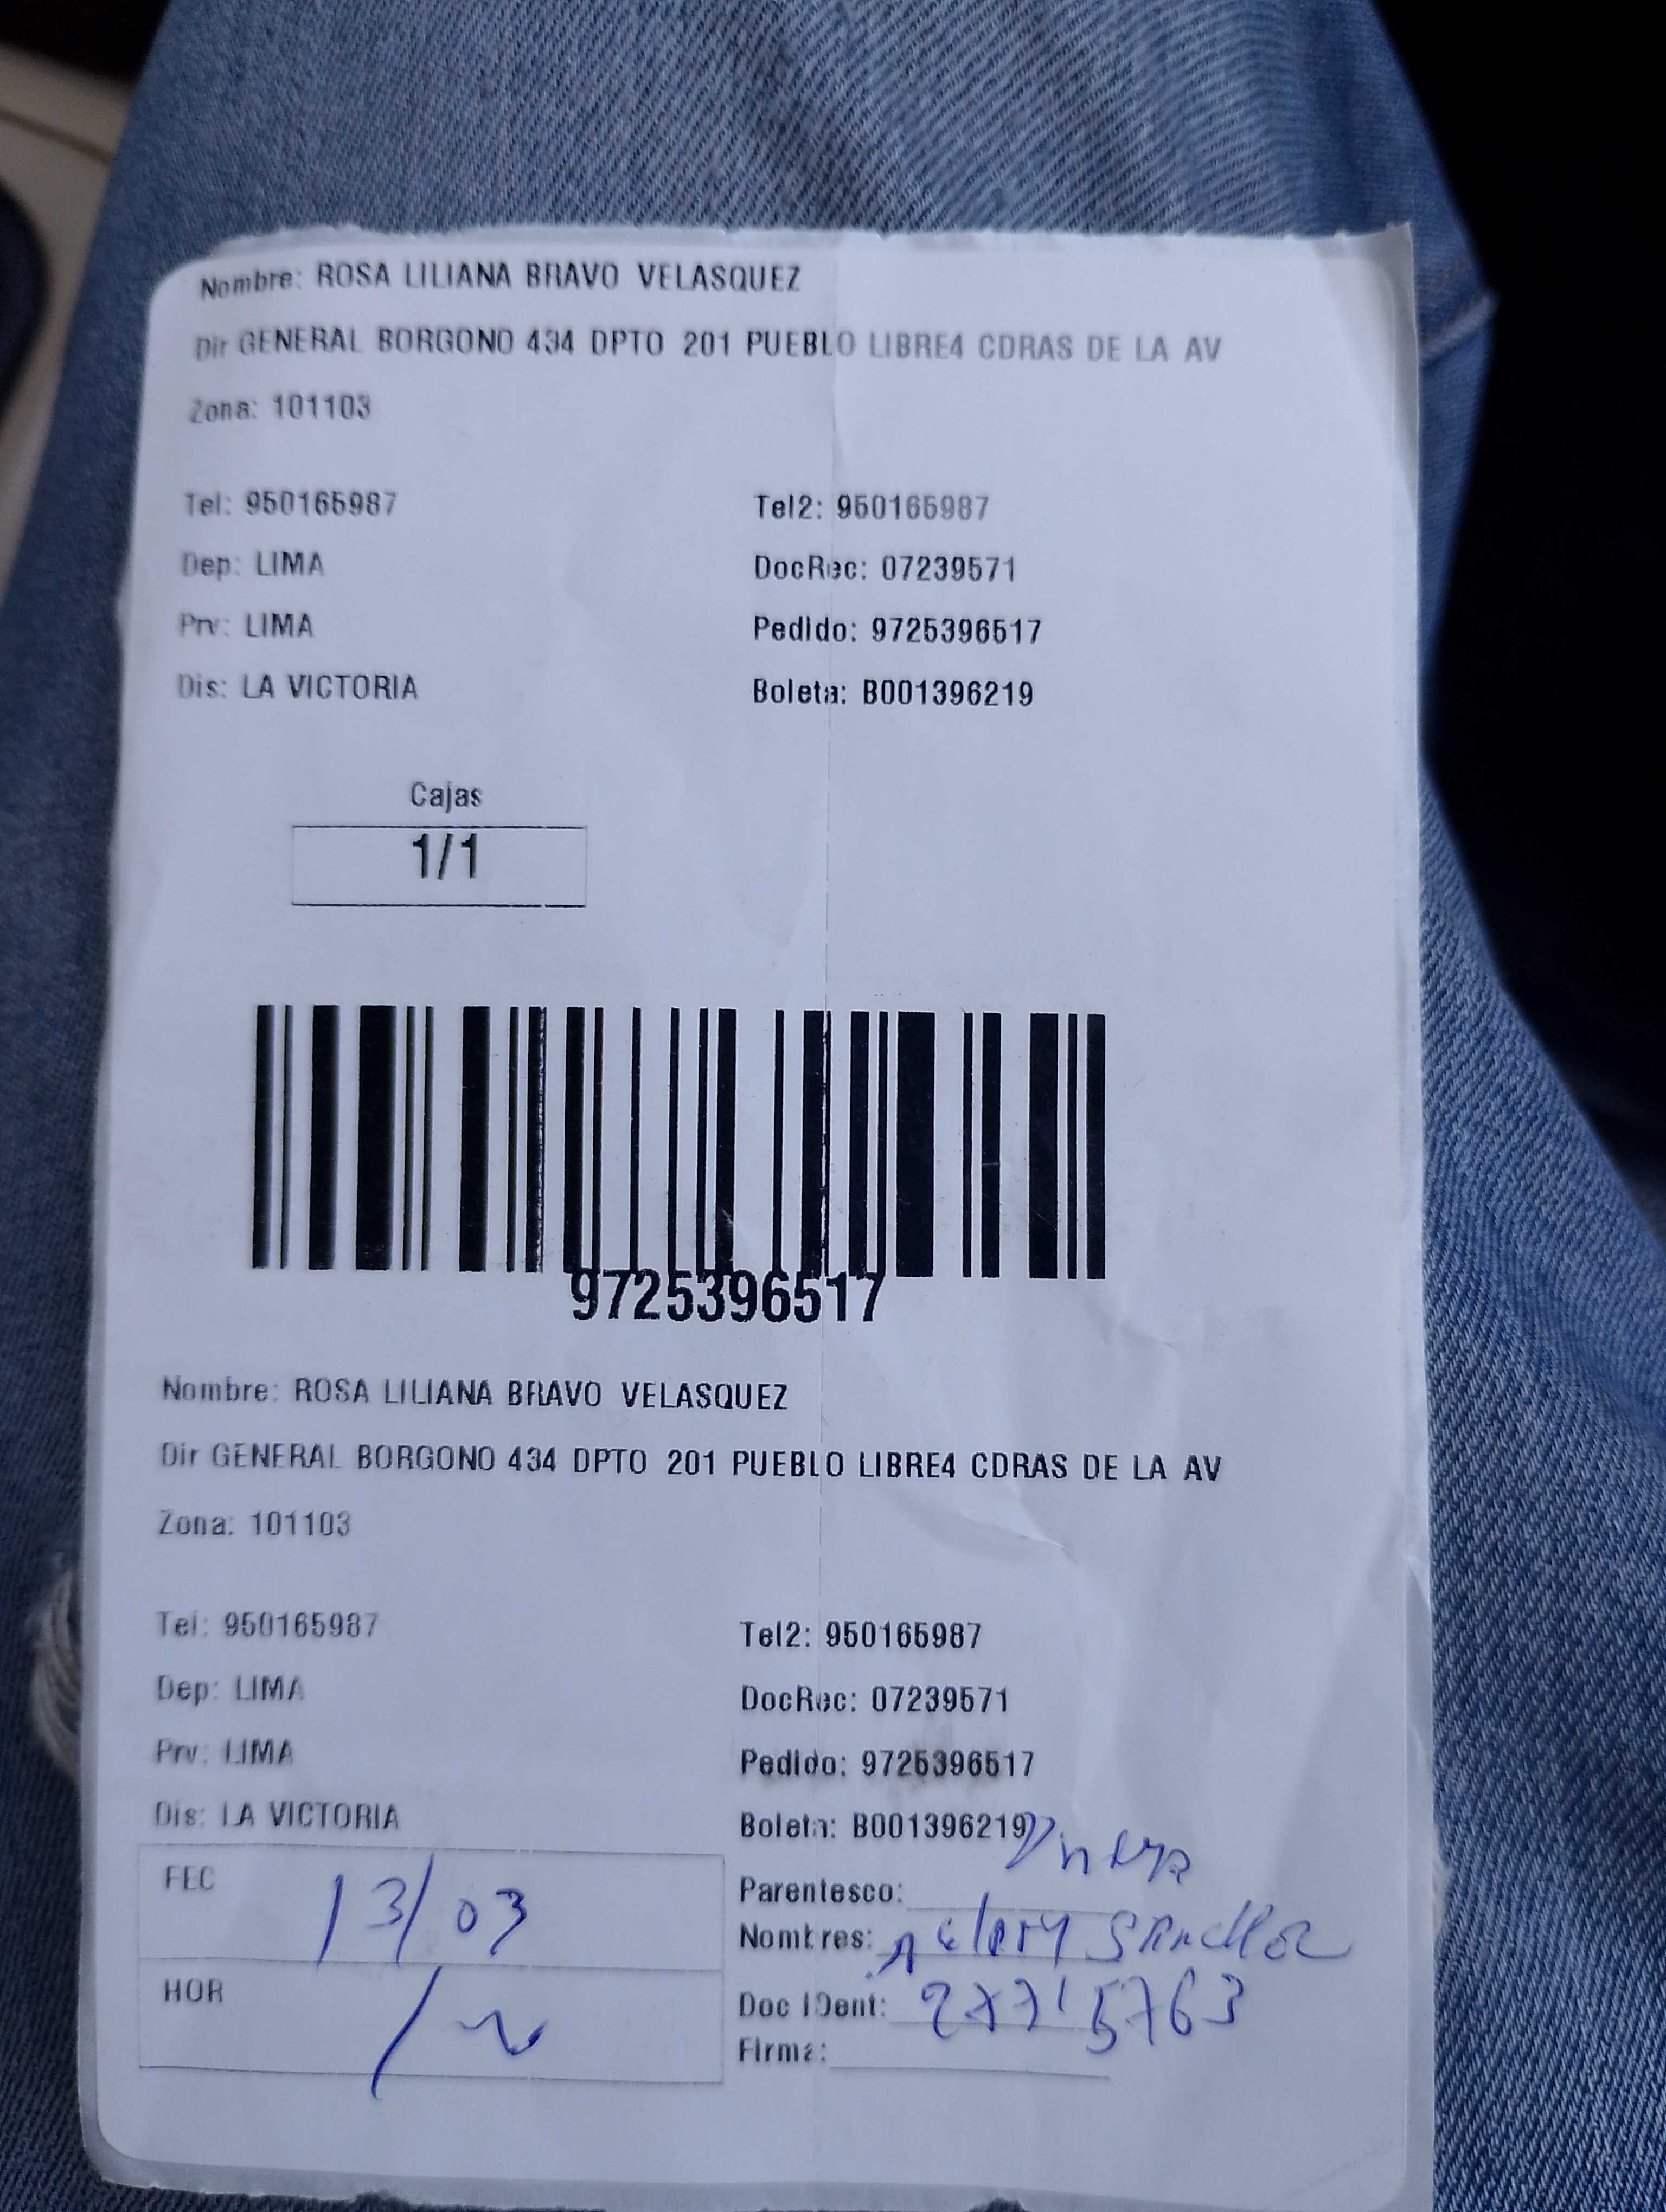 Nombre: ROSA LILIANA BRAVO VELASQUEZ
Dir GENERAL BORGONO 434 DPTO 201 PUEBLO LIBRE4 CDRAS DE LA AV
Zona: 101103
Tel: 950165987 Tel2: 950165987
Dep: LIMA DocRec: 07239571
Prv: LIMA Pedido: 9725396517
Dis: LA VICTORIA Boleta: B001396219
Cajas
1/1
9725396517
Nombre: ROSA LILIANA BRAVO VELASQUEZ
Dir GENERAL BORGONO 434 DPTO 201 PUEBLO LIBRE4 CDRAS DE LA AV
Zona: 101103
Tel: 950165987 Tel2: 950165987
Dep: LIMA DocRec: 07239571
Prv: LIMA Pedido: 9725396517
Dis: LA VICTORIA Boleta: B001396219
FEC 13/03 Parentesco:
Nombres:
HOR Doc IDent:
Firma: